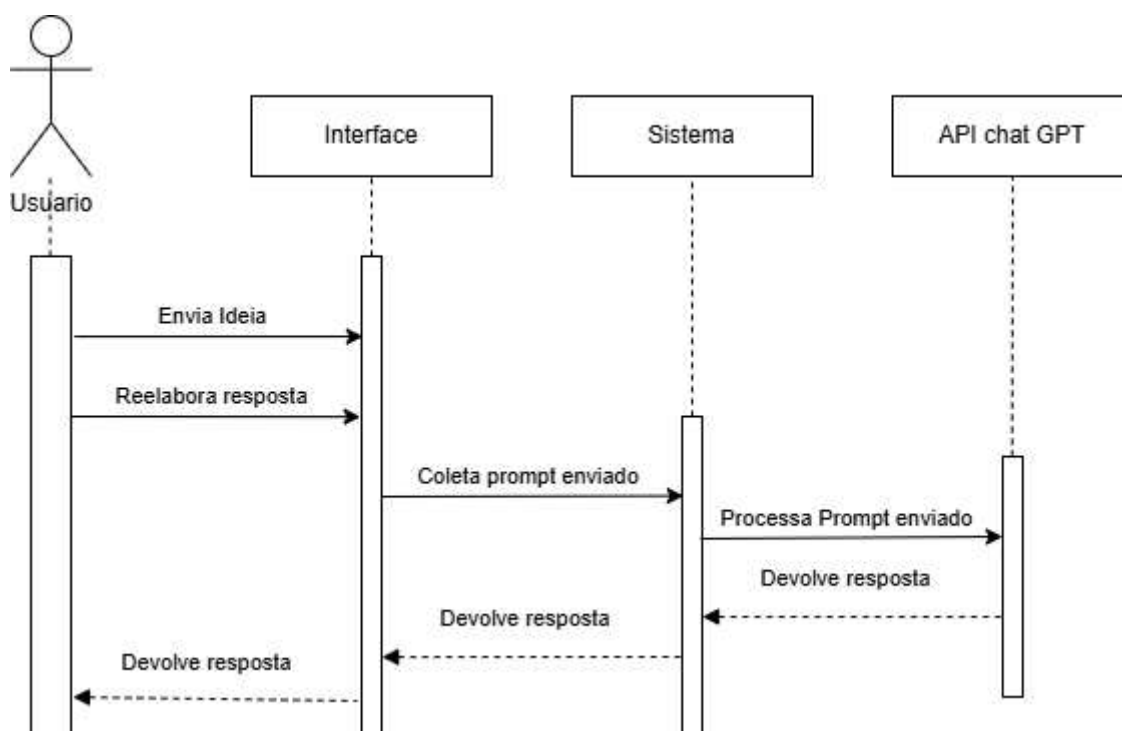 Usuario
Interface
Sistema
API chat GPT
Envia Ideia
Reelabora resposta
Coleta prompt enviado
Processa Prompt enviado
Devolve resposta
Devolve resposta
Devolve resposta